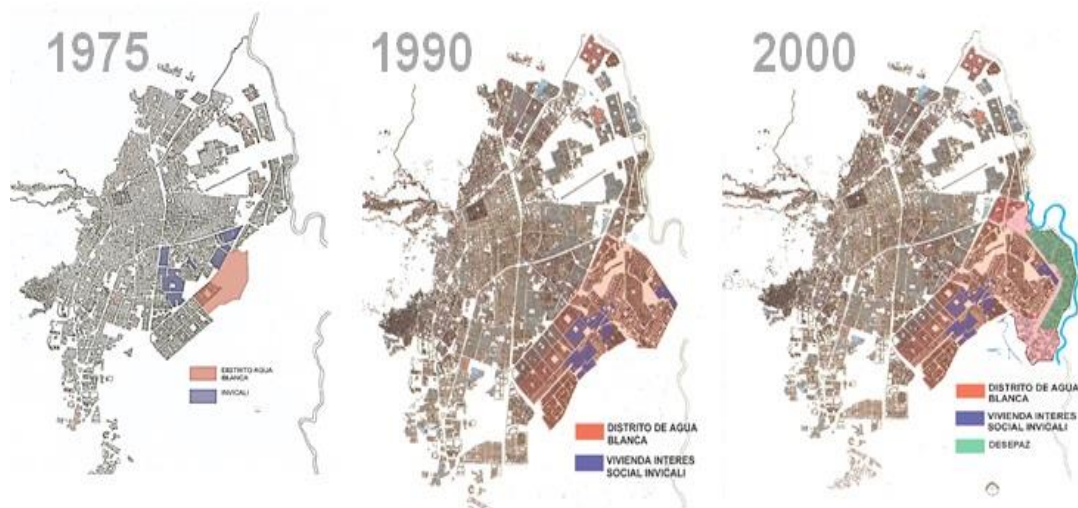 1975
DISTRITO AGUA
BLANCA
INVICALI
1990
DISTRITO DE AGUA
BLANCA
VIVIENDA INTERES
SOCIAL INVICALI
2000
DISTRITO DE AGUA
BLANCA
VIVIENDA INTERES
SOCIAL INVICALI
DESEPAZ